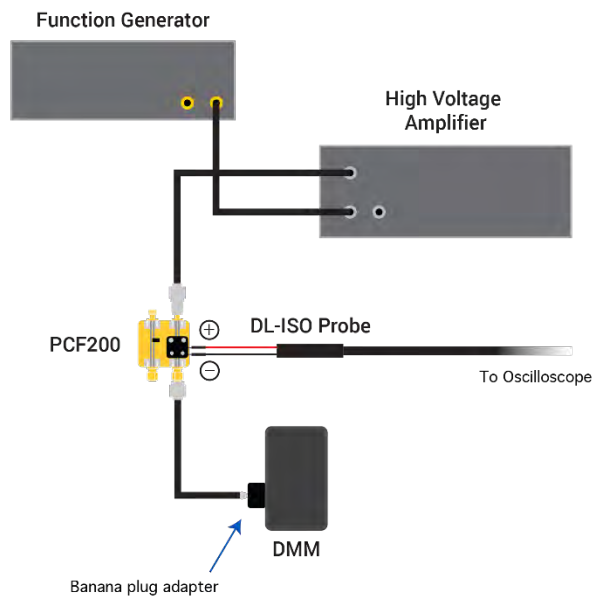 Function Generator
High Voltage
Amplifier
PCF200
+
DL-ISO Probe
−
To Oscilloscope
DMM
Banana plug adapter